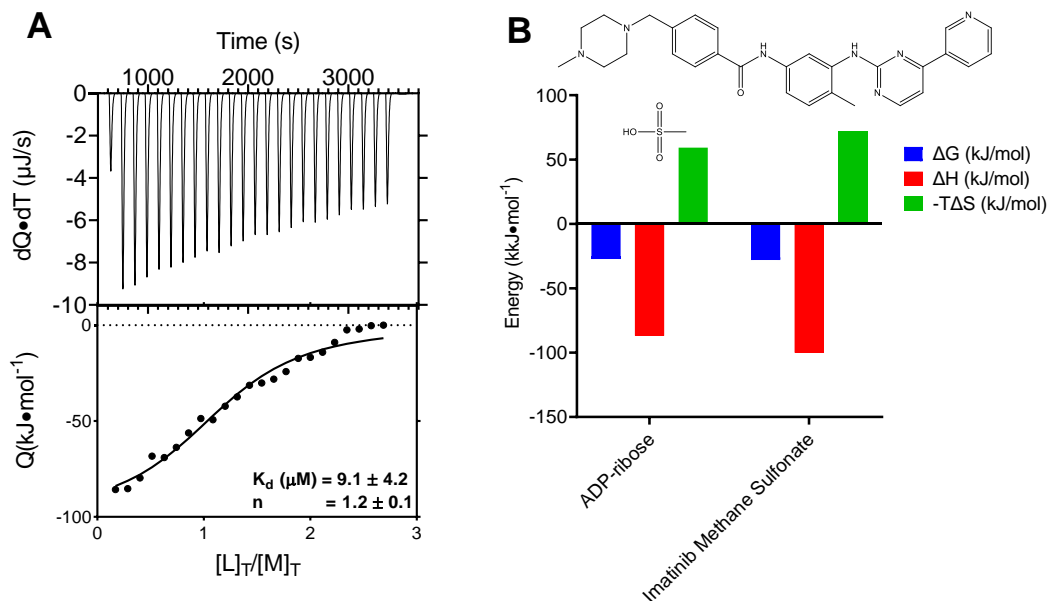 A
Time (s)
1000 2000 3000
0
-2
-4
-6
-8
-10
dQ•dT (µJ/s)
0
-50
-100
Q(kJ•mol-1)
Kd (µM) = 9.1 ± 4.2
n = 1.2 ± 0.1
0 1 2 3
[L]T/[M]T
B
N
N
O
H
N
H
N
N
N
N
HO
S
O
O
100
50
0
-50
-100
-150
Energy (kkJ•mol-1)
ΔG (kJ/mol)
ΔH (kJ/mol)
-TΔS (kJ/mol)
ADP-ribose
Imatinib Methane Sulfonate